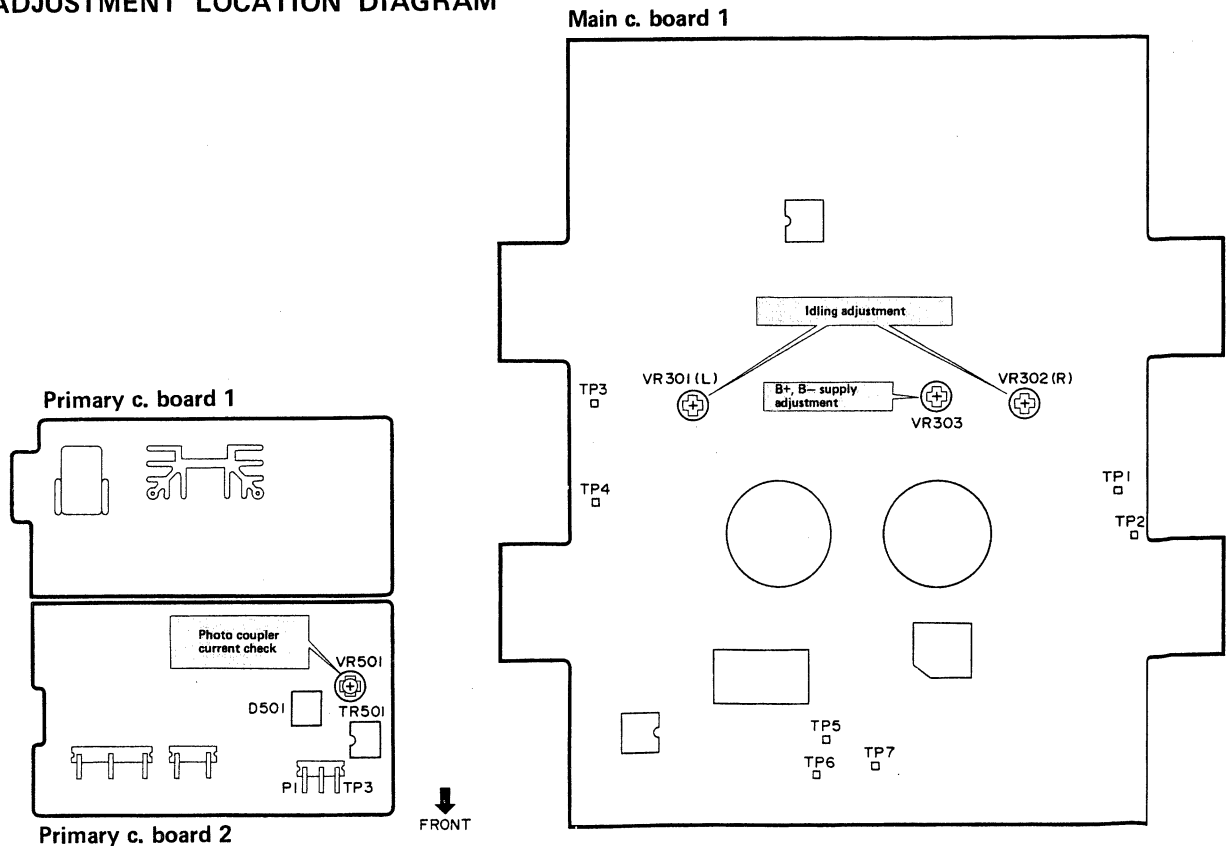 ADJUSTMENT LOCATION DIAGRAM
Main c. board 1
Idling adjustment
VR301(L)
B+, B– supply
adjustment
VR303
VR302(R)
TP3
TP4
TP1
TP2
TP5
TP6
TP7
Primary c. board 1
Photo coupler
current check
VR501
D501
TR501
P1
TP3
Primary c. board 2
FRONT